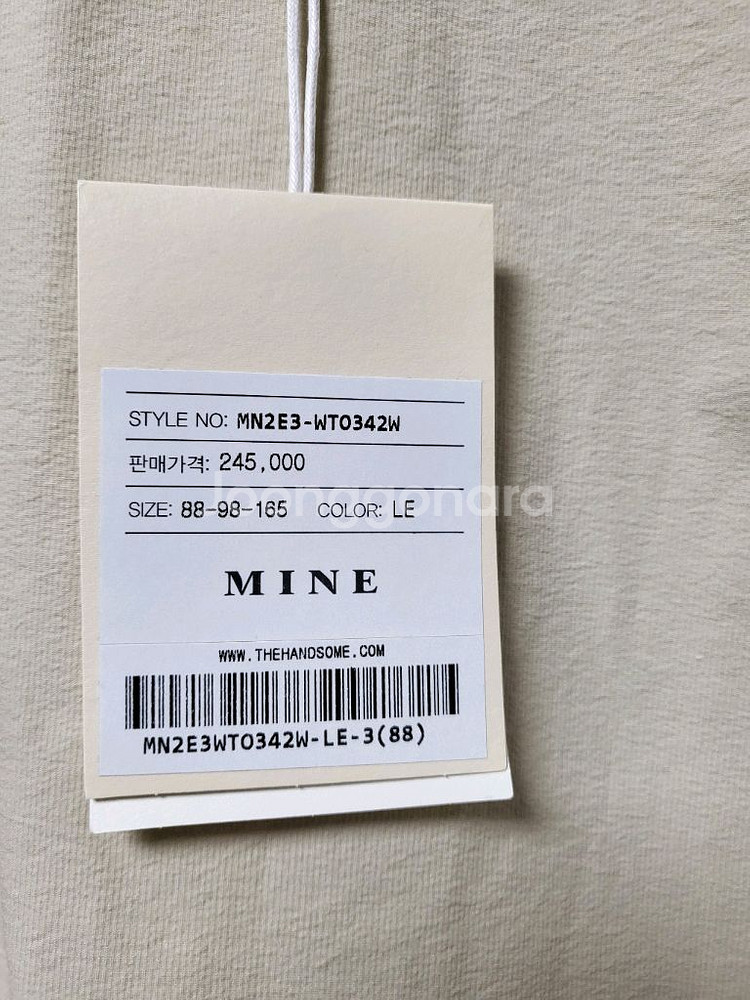 STYLE NO: MN2E3-WTO342W
판매가격: 245,000
SIZE: 88-98-165 COLOR: LE
joonggonara
MINE
WWW.THEHANDSOME.COM
MN2E3WTO342W-LE-3(88)